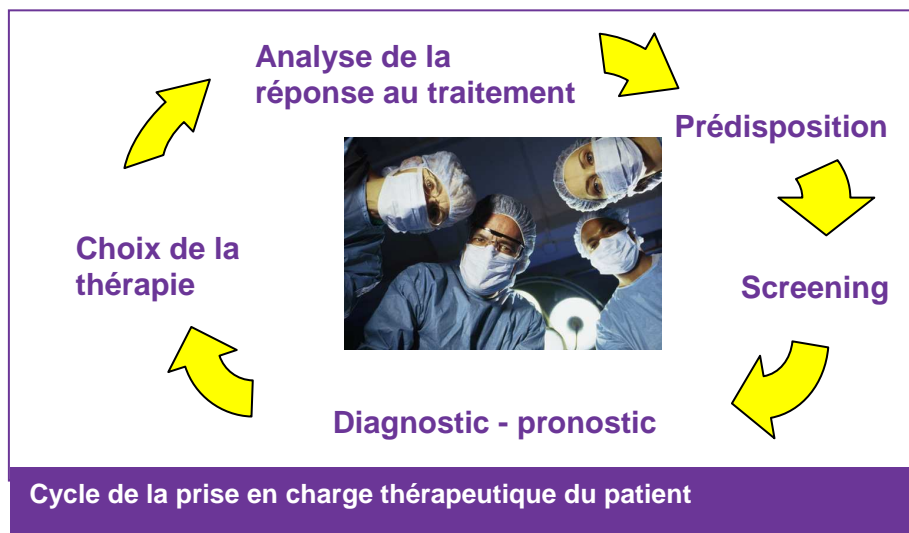 Analyse de la
réponse au traitement
Prédisposition
Screening
Diagnostic - pronostic
Choix de la
thérapie
Cycle de la prise en charge thérapeutique du patient